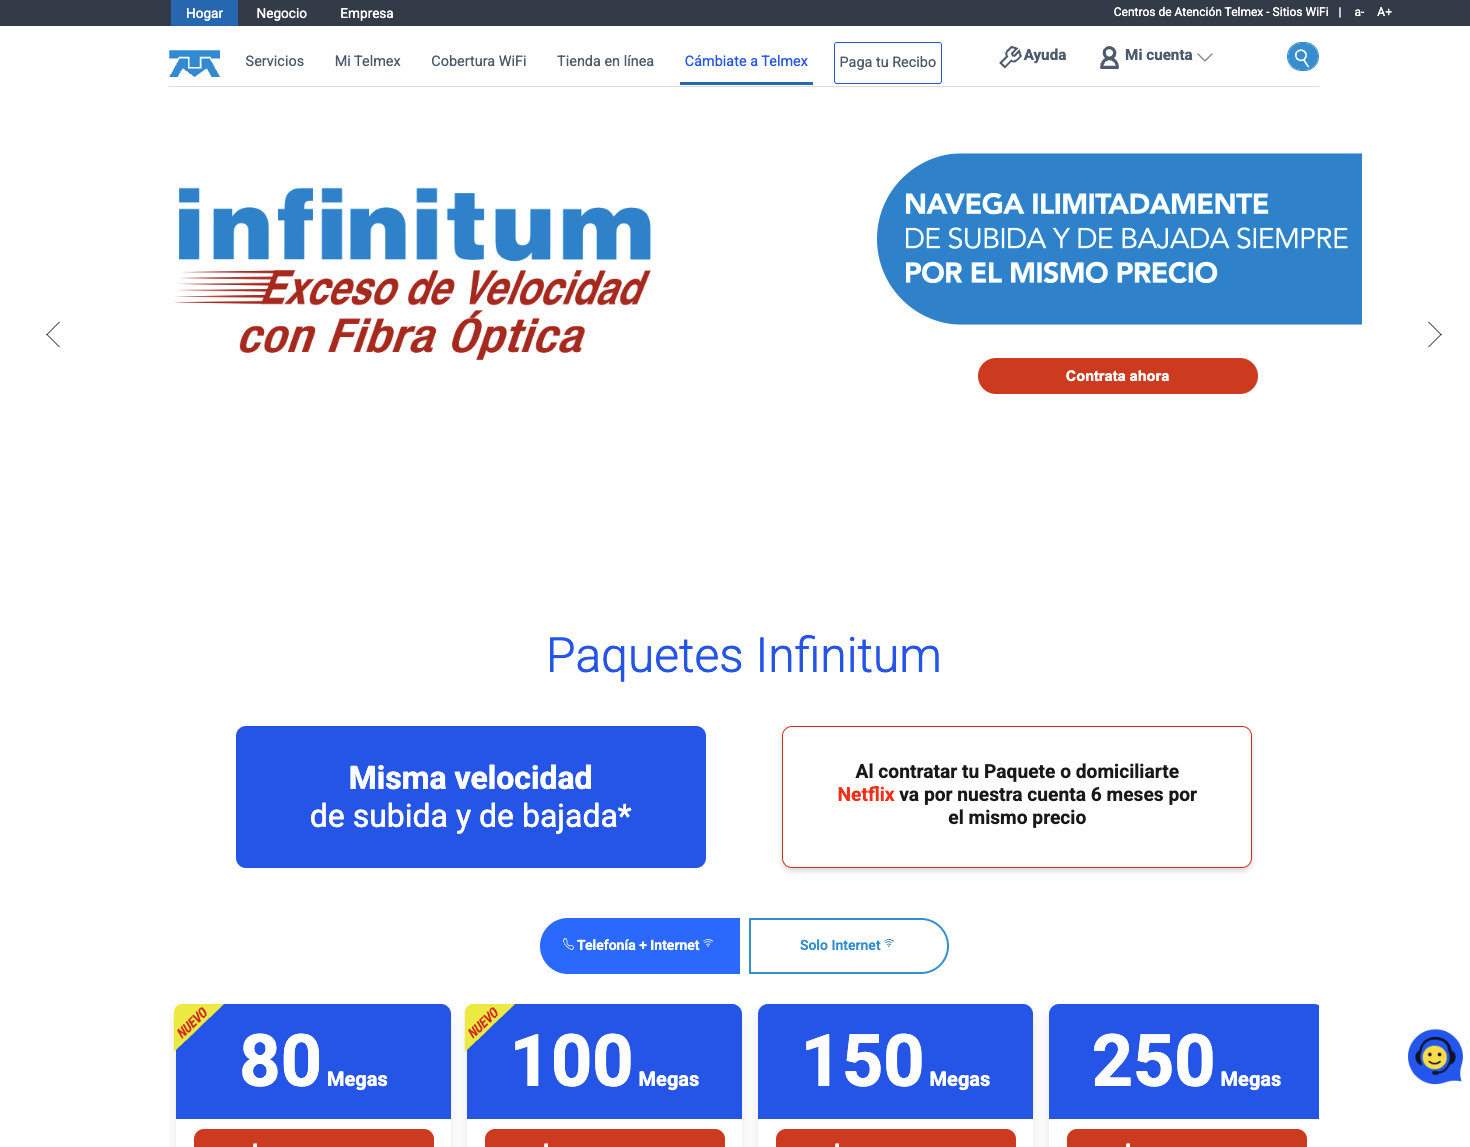 Hogar Negocio Empresa Centros de Atención Telmex - Sitios WiFi | a- A+
Servicios Mi Telmex Cobertura WiFi Tienda en línea Cámbiate a Telmex Paga tu Recibo Ayuda Mi cuenta
infinitum
Exceso de Velocidad
con Fibra Óptica
NAVEGA ILIMITADAMENTE
DE SUBIDA Y DE BAJADA SIEMPRE
POR EL MISMO PRECIO
Contrata ahora
Paquetes Infinitum
Misma velocidad
de subida y de bajada*
Al contratar tu Paquete o domiciliarte
Netflix va por nuestra cuenta 6 meses por
el mismo precio
Telefonía + Internet Solo Internet
NUEVO
80 Megas
NUEVO
100 Megas
150 Megas
250 Megas